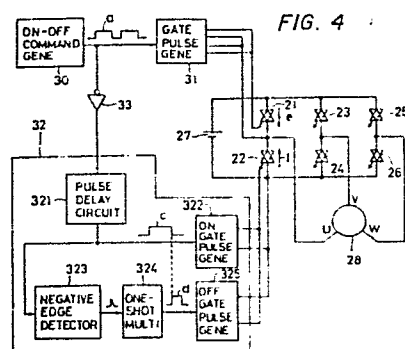 FIG. 4
a
ON-OFF
COMMAND
GENE
30
GATE
PULSE
GENE
31
33
32
21
e
23
25
27
22
f
24
26
V
U
W
28
PULSE
DELAY
CIRCUIT
321
322
c
ON
GATE
PULSE
GENE
323
324
325
d
NEGATIVE
EDGE
DETECTOR
ONE-
SHOT
MULTI
OFF
GATE
PULSE
GENE